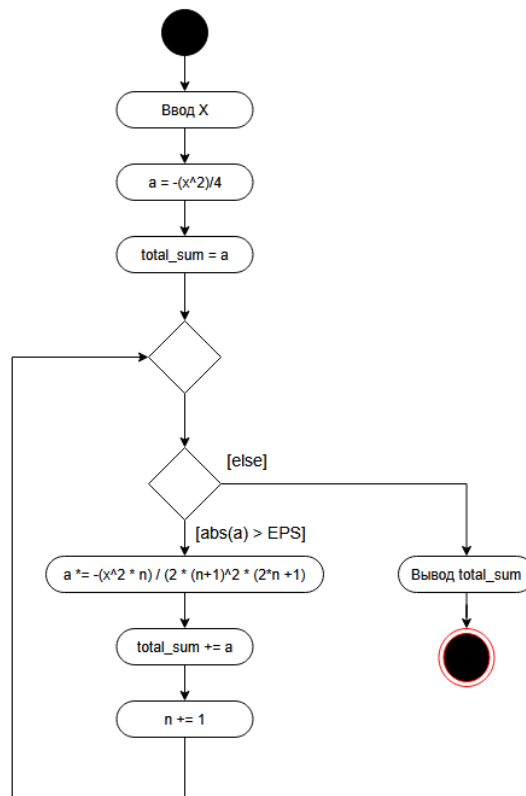 Ввод X
a = -(x^2)/4
total_sum = a
[else]
[abs(a) > EPS]
a *= -(x^2 * n) / (2 * (n+1)^2 * (2*n +1)
Вывод total_sum
total_sum += a
n += 1